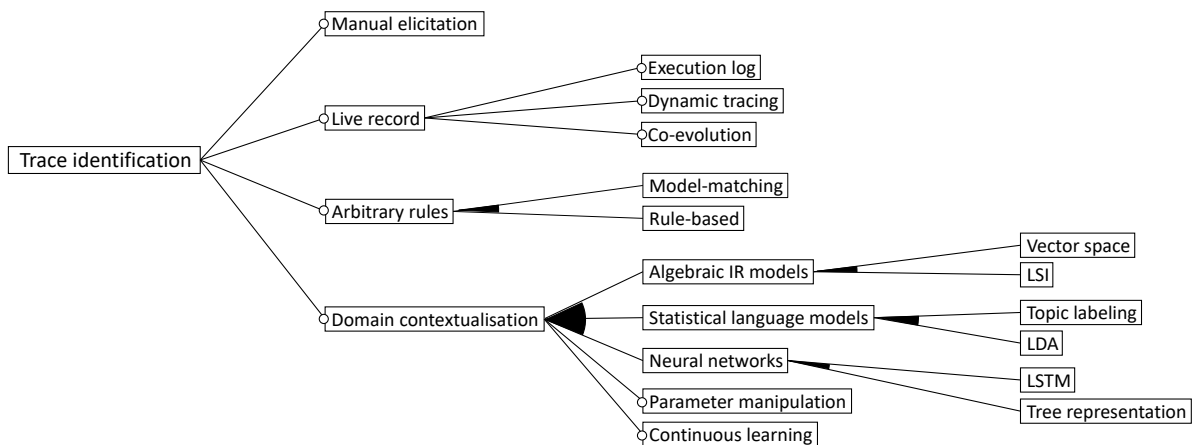 Manual elicitation
Execution log
Live record
Dynamic tracing
Co-evolution
Trace identification
Model-matching
Arbitrary rules
Rule-based
Vector space
Algebraic IR models
LSI
Topic labeling
Domain contextualisation
Statistical language models
LDA
Neural networks
LSTM
Parameter manipulation
Tree representation
Continuous learning